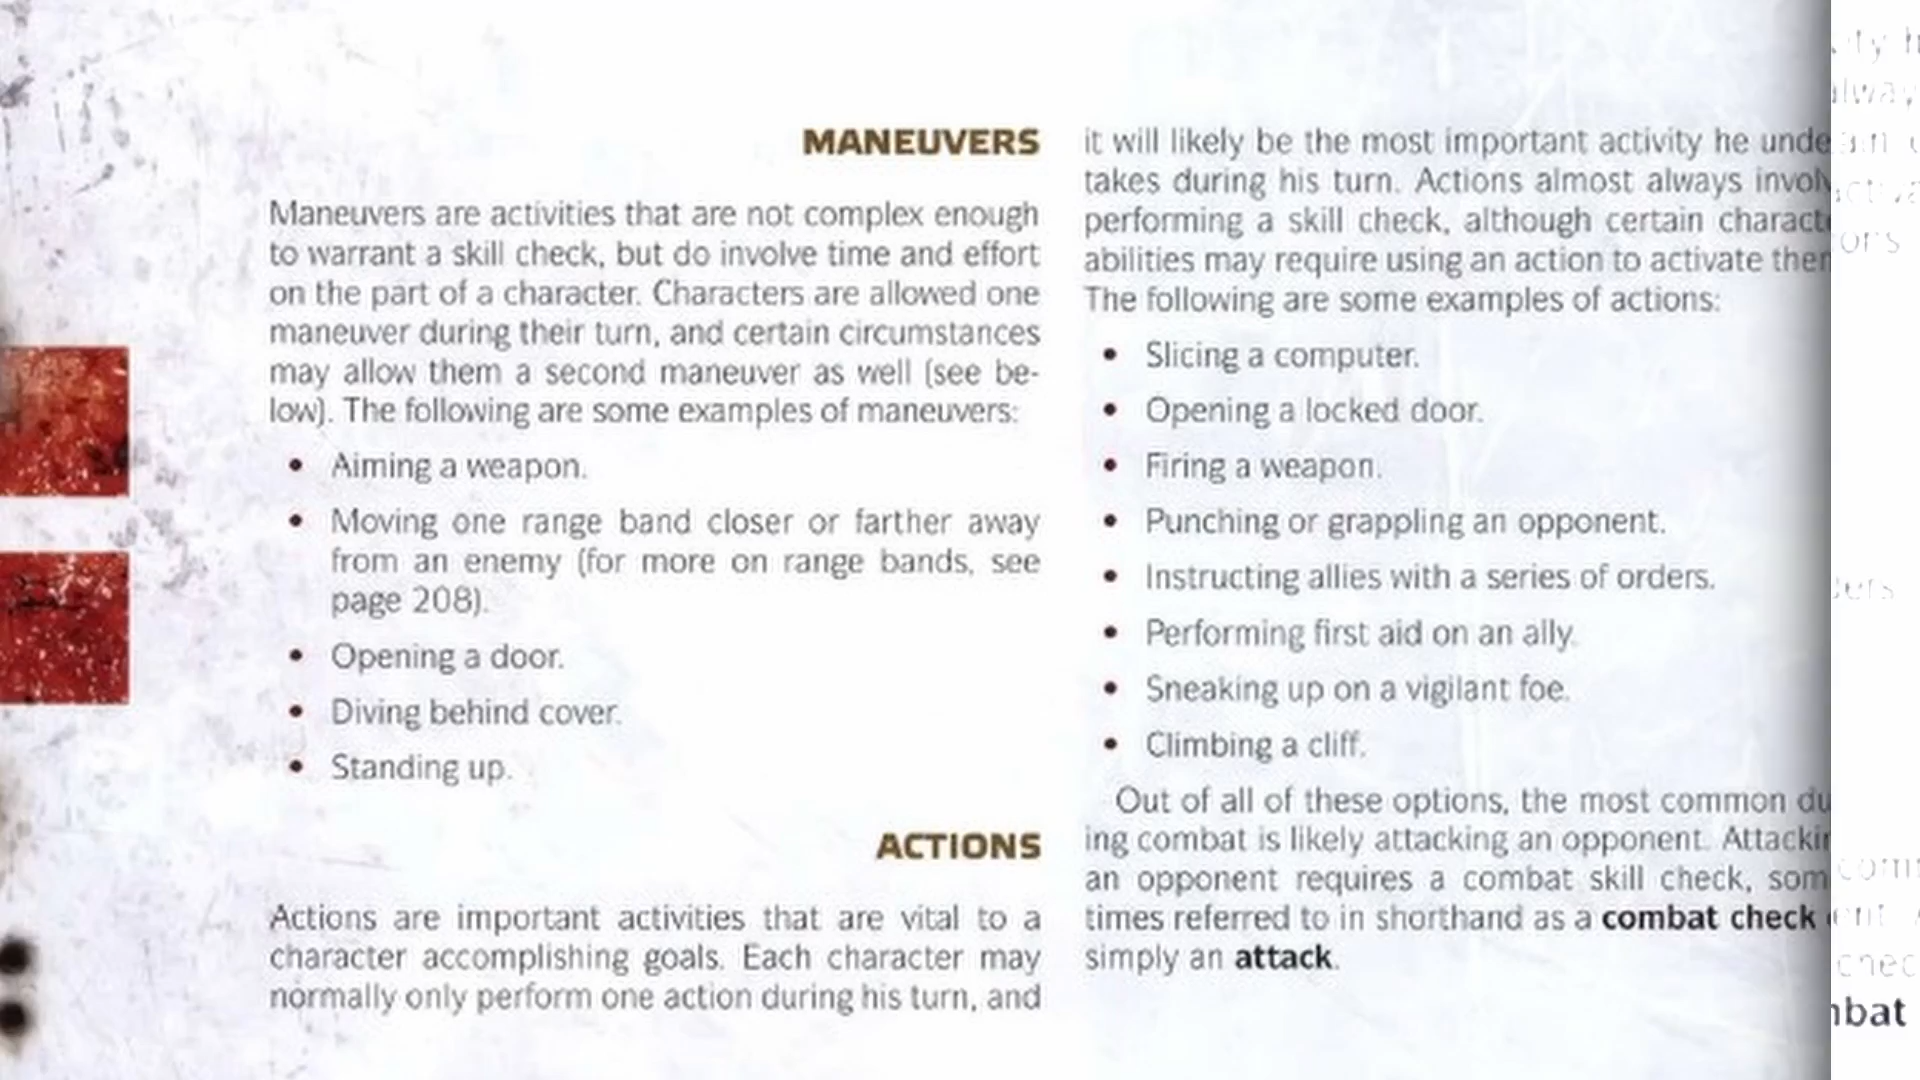 MANEUVERS
Maneuvers are activities that are not complex enough
to warrant a skill check, but do involve time and effort
on the part of a character. Characters are allowed one
maneuver during their turn, and certain circumstances
may allow them a second maneuver as well (see be-
low). The following are some examples of maneuvers:
• Aiming a weapon.
• Moving one range band closer or farther away
from an enemy (for more on range bands, see
page 208).
• Opening a door.
• Diving behind cover.
• Standing up.
ACTIONS
Actions are important activities that are vital to a
character accomplishing goals. Each character may
normally only perform one action during his turn, and
it will likely be the most important activity he unde
takes during his turn. Actions almost always invol
performing a skill check, although certain charact
abilities may require using an action to activate
The following are some examples of actions:
• Slicing a computer.
• Opening a locked door.
• Firing a weapon.
• Punching or grappling an opponent.
• Instructing allies with a series of orders.
• Performing first aid on an ally.
• Sneaking up on a vigilant foe.
• Climbing a cliff.
Out of all of these options, the most common du
ing combat is likely attacking an opponent. Attackin
an opponent requires a combat skill check, som
times referred to in shorthand as a combat check
simply an attack.